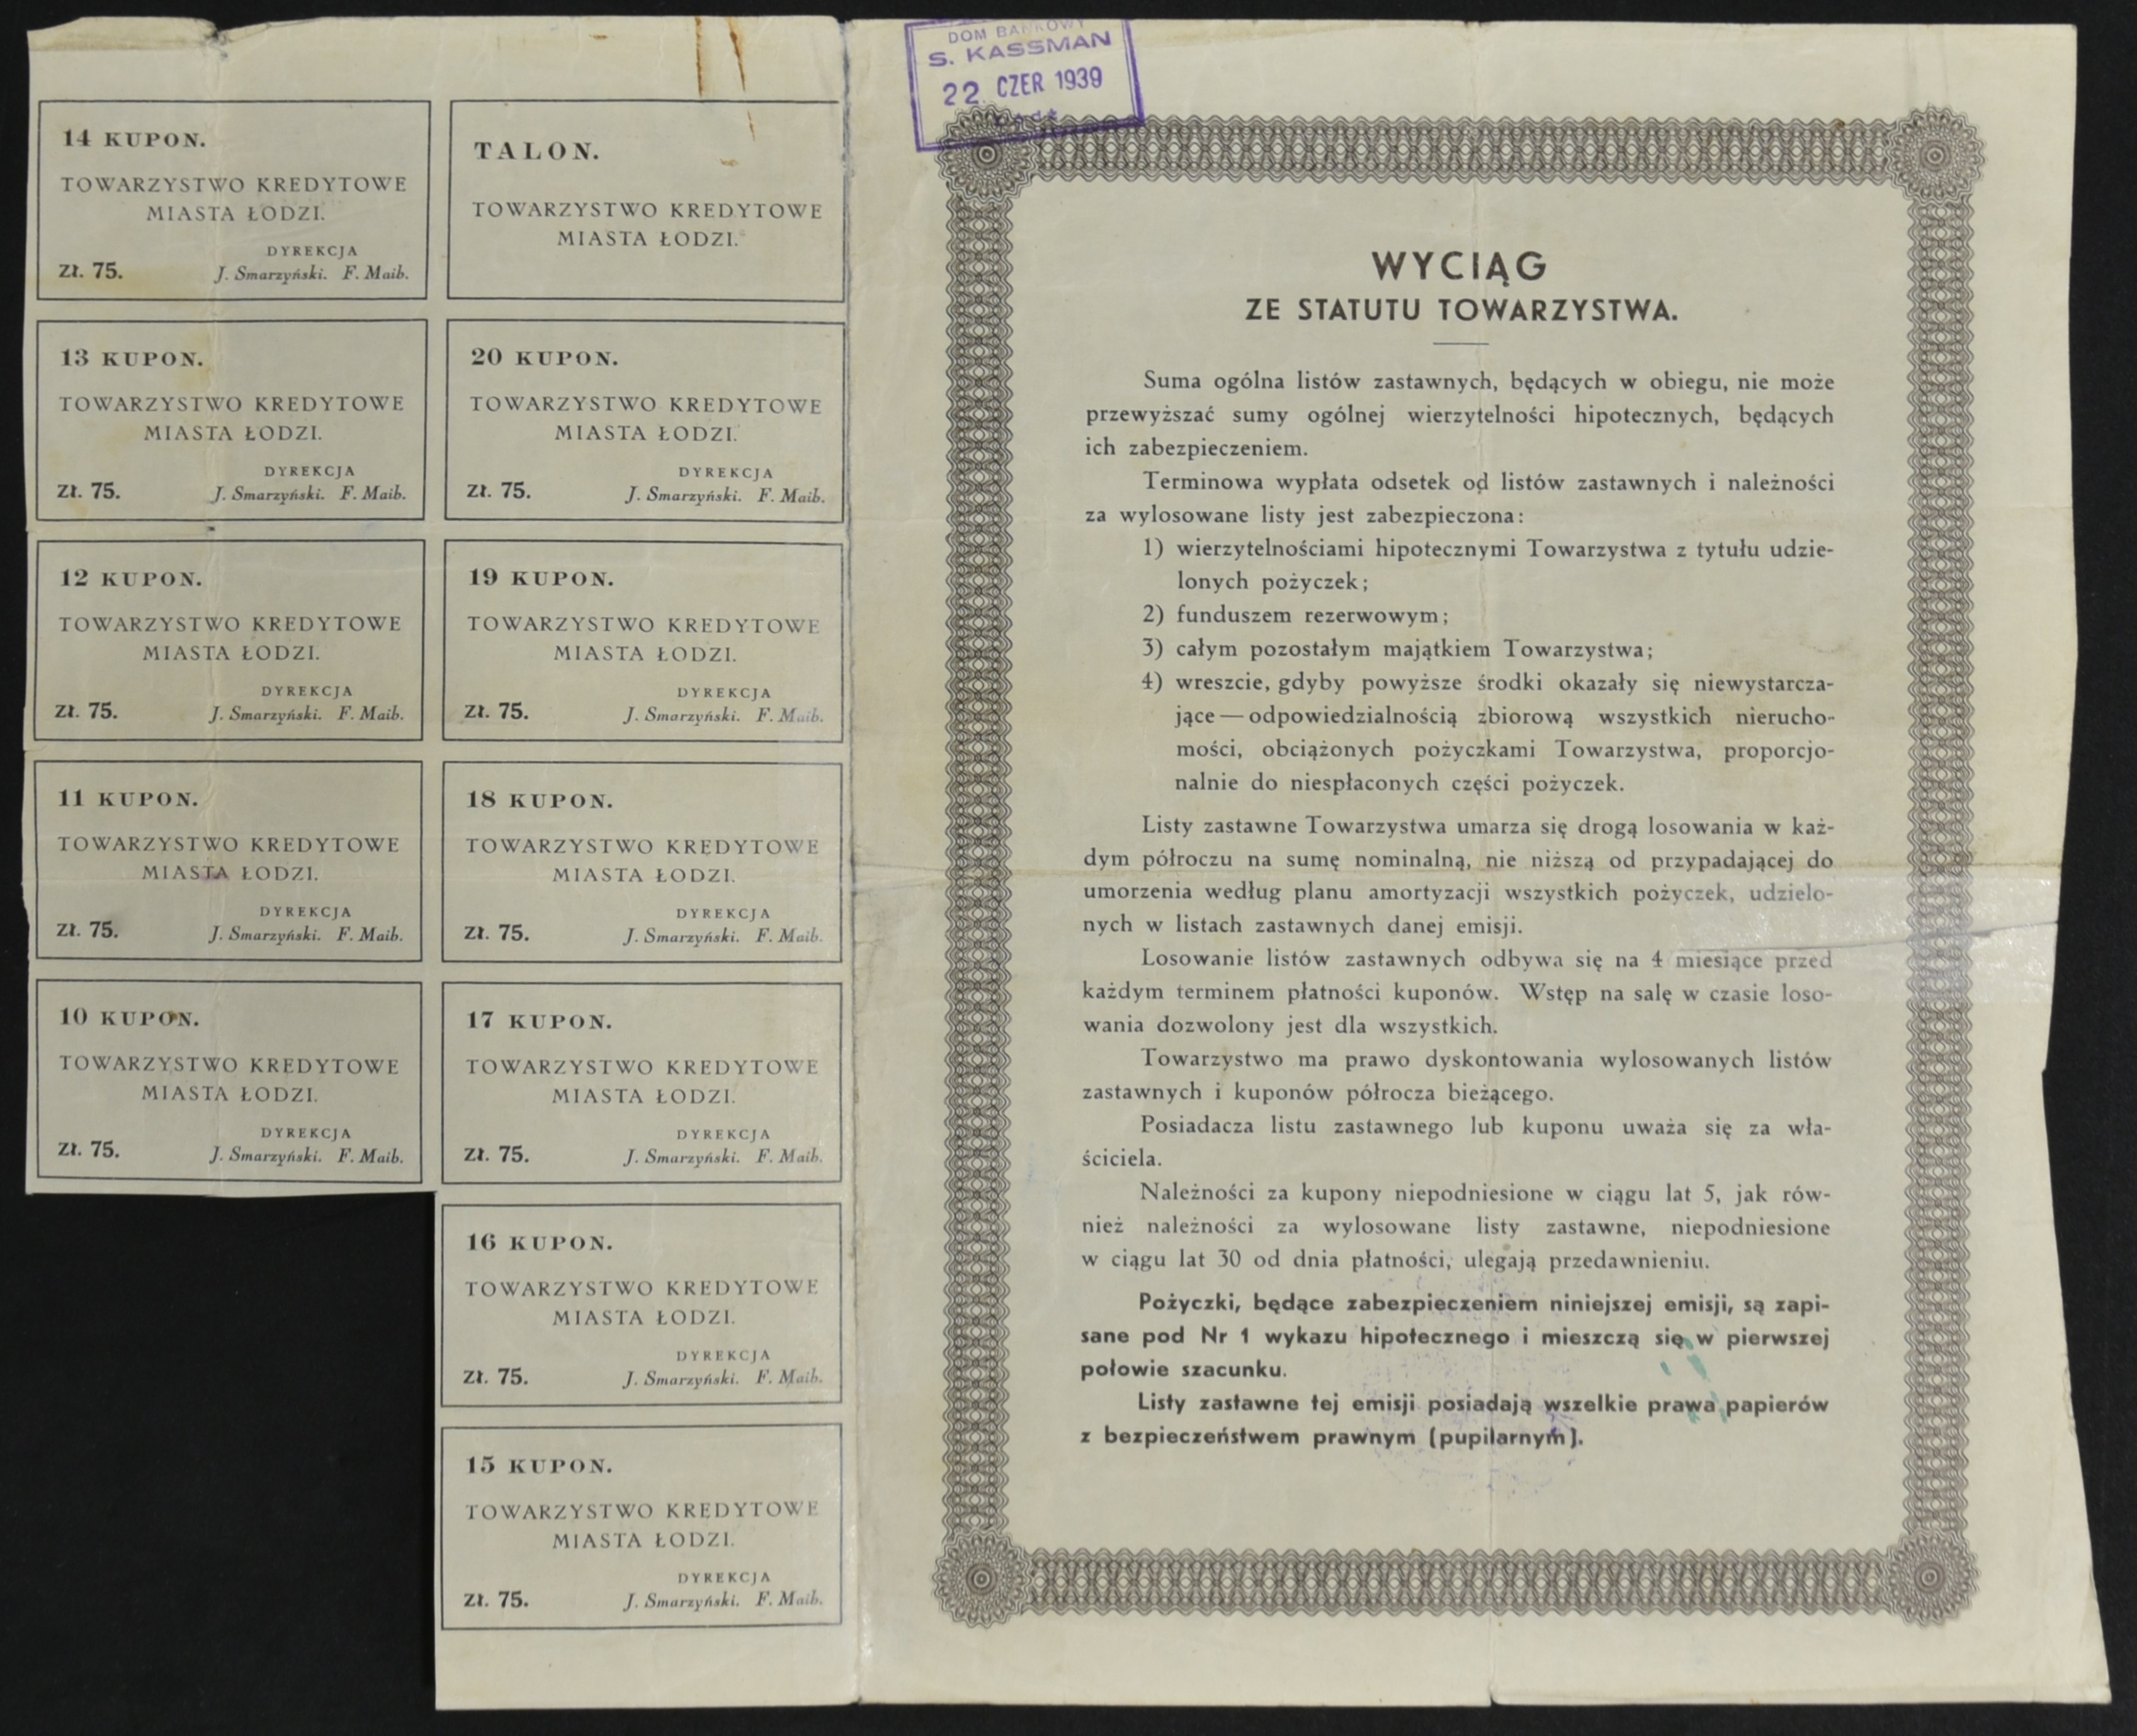 14 KUPON.
TOWARZYSTWO KREDYTOWE
MIASTA ŁODZI.
DYREKCJA
Zł. 75. J. Smarzyński. F. Maib.
13 KUPON.
TOWARZYSTWO KREDYTOWE
MIASTA ŁODZI.
DYREKCJA
Zł. 75. J. Smarzyński. F. Maib.
12 KUPON.
TOWARZYSTWO KREDYTOWE
MIASTA ŁODZI.
DYREKCJA
Zł. 75. J. Smarzyński. F. Maib.
11 KUPON.
TOWARZYSTWO KREDYTOWE
MIASTA ŁODZI.
DYREKCJA
Zł. 75. J. Smarzyński. F. Maib.
10 KUPON.
TOWARZYSTWO KREDYTOWE
MIASTA ŁODZI.
DYREKCJA
Zł. 75. J. Smarzyński. F. Maib.
TALON.
TOWARZYSTWO KREDYTOWE
MIASTA ŁODZI.
20 KUPON.
TOWARZYSTWO KREDYTOWE
MIASTA ŁODZI.
DYREKCJA
Zł. 75. J. Smarzyński. F. Maib.
19 KUPON.
TOWARZYSTWO KREDYTOWE
MIASTA ŁODZI.
DYREKCJA
Zł. 75. J. Smarzyński. F. Maib.
18 KUPON.
TOWARZYSTWO KREDYTOWE
MIASTA ŁODZI.
DYREKCJA
Zł. 75. J. Smarzyński. F. Maib.
17 KUPON.
TOWARZYSTWO KREDYTOWE
MIASTA ŁODZI.
DYREKCJA
Zł. 75. J. Smarzyński. F. Maib.
16 KUPON.
TOWARZYSTWO KREDYTOWE
MIASTA ŁODZI.
DYREKCJA
Zł. 75. J. Smarzyński. F. Maib.
15 KUPON.
TOWARZYSTWO KREDYTOWE
MIASTA ŁODZI.
DYREKCJA
Zł. 75. J. Smarzyński. F. Maib.
DOM BANKOWY
S. KASSMAN
22 CZER 1939
WYCIĄG
ZE STATUTU TOWARZYSTWA.
Suma ogólna listów zastawnych, będących w obiegu, nie może
przewyższać sumy ogólnej wierzytelności hipotecznych, będących
ich zabezpieczeniem.
Terminowa wypłata odsetek od listów zastawnych i należności
za wylosowane listy jest zabezpieczona:
1) wierzytelnościami hipotecznymi Towarzystwa z tytułu udzie-
lonych pożyczek;
2) funduszem rezerwowym;
3) całym pozostałym majątkiem Towarzystwa;
4) wreszcie, gdyby powyższe środki okazały się niewystarcza-
jące — odpowiedzialnością zbiorową wszystkich nierucho-
mości, obciążonych pożyczkami Towarzystwa, proporcjo-
nalnie do niespłaconych części pożyczek.
Listy zastawne Towarzystwa umarza się drogą losowania w każ-
dym półroczu na sumę nominalną, nie niższą od przypadającej do
umorzenia według planu amortyzacji wszystkich pożyczek, udzielo-
nych w listach zastawnych danej emisji.
Losowanie listów zastawnych odbywa się na 4 miesiące przed
każdym terminem płatności kuponów. Wstęp na salę w czasie loso-
wania dozwolony jest dla wszystkich.
Towarzystwo ma prawo dyskontowania wylosowanych listów
zastawnych i kuponów półrocza bieżącego.
Posiadacza listu zastawnego lub kuponu uważa się za wła-
ściciela.
Należności za kupony niepodniesione w ciągu lat 5, jak rów-
nież należności za wylosowane listy zastawne, niepodniesione
w ciągu lat 30 od dnia płatności, ulegają przedawnieniu.
Pożyczki, będące zabezpieczeniem niniejszej emisji, są zapi-
sane pod Nr 1 wykazu hipotecznego i mieszczą się w pierwszej
połowie szacunku.
Listy zastawne tej emisji posiadają wszelkie prawa papierów
z bezpieczeństwem prawnym (pupilarnym).